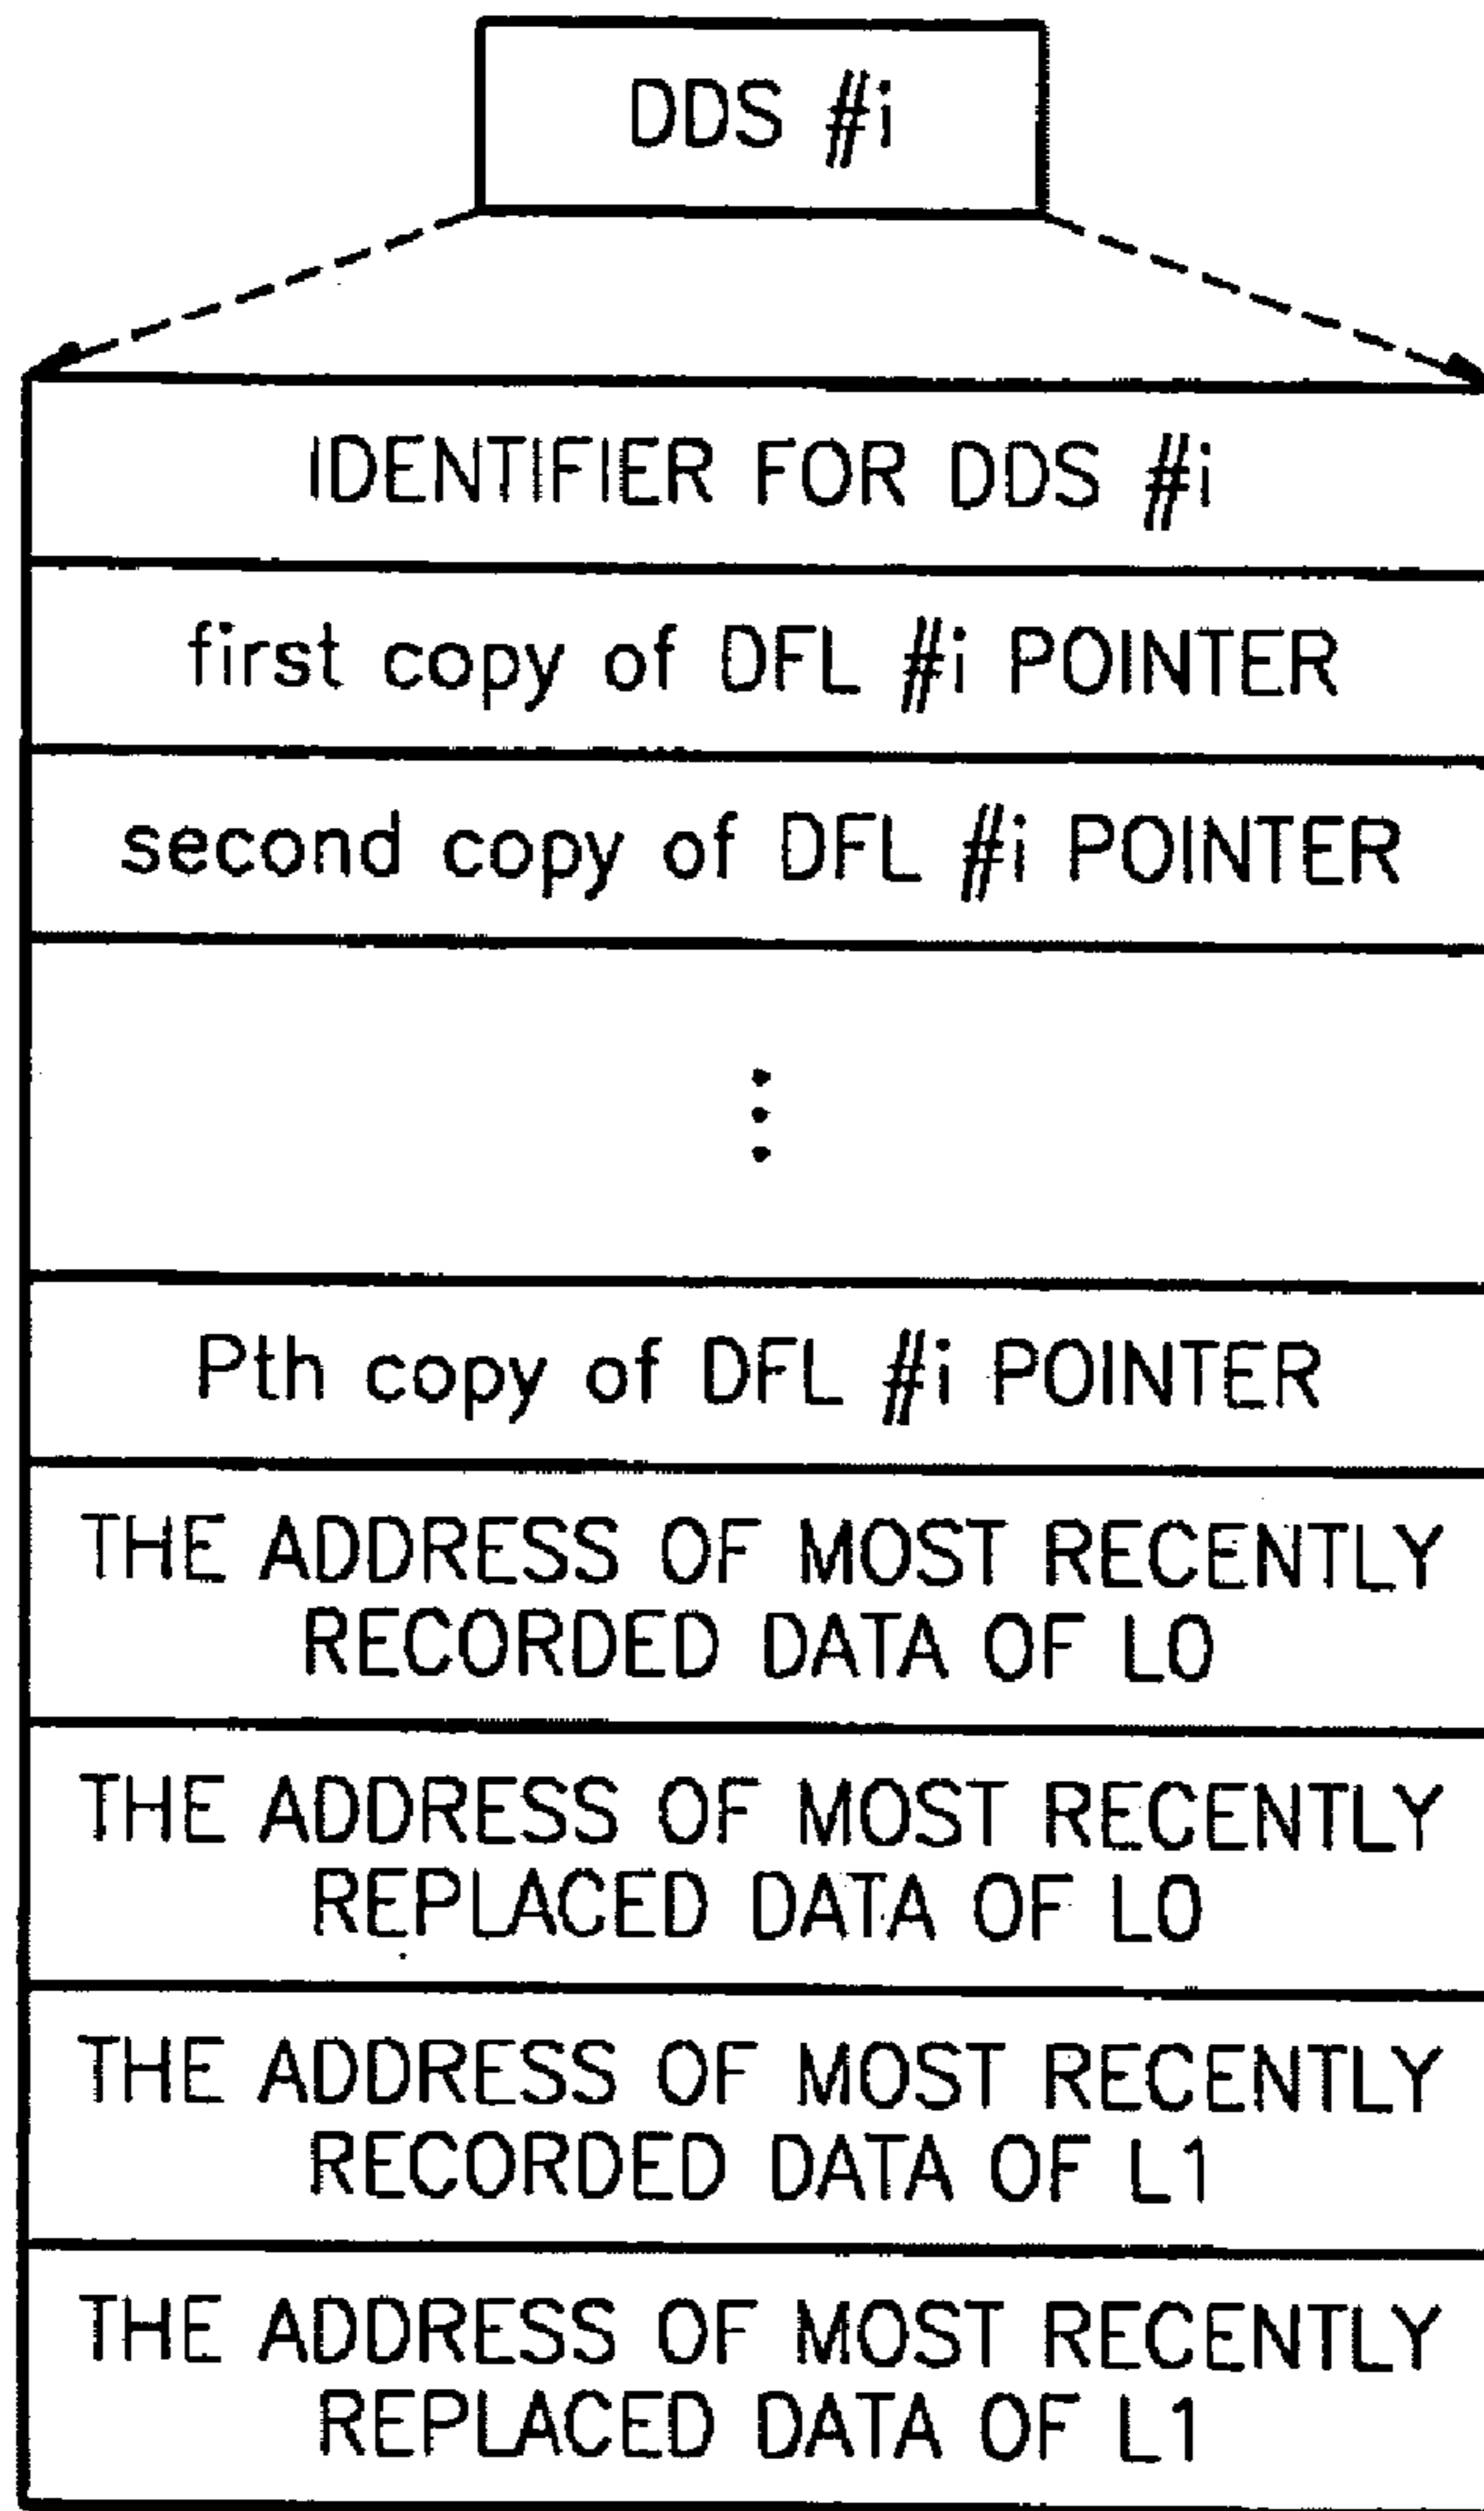 DDS #i
IDENTIFIER FOR DDS #i
first copy of DFL #i POINTER
second copy of DFL #i POINTER
Pth copy of DFL #i POINTER
THE ADDRESS OF MOST RECENTLY
RECORDED DATA OF L0
THE ADDRESS OF MOST RECENTLY
REPLACED DATA OF L0
THE ADDRESS OF MOST RECENTLY
RECORDED DATA OF L1
THE ADDRESS OF MOST RECENTLY
REPLACED DATA OF L1